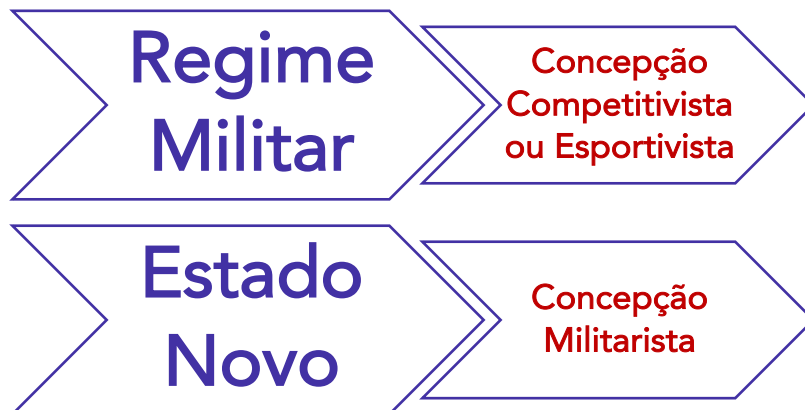 Regime
Militar
Concepção
Competitivista
ou Esportivista
Estado
Novo
Concepção
Militarista